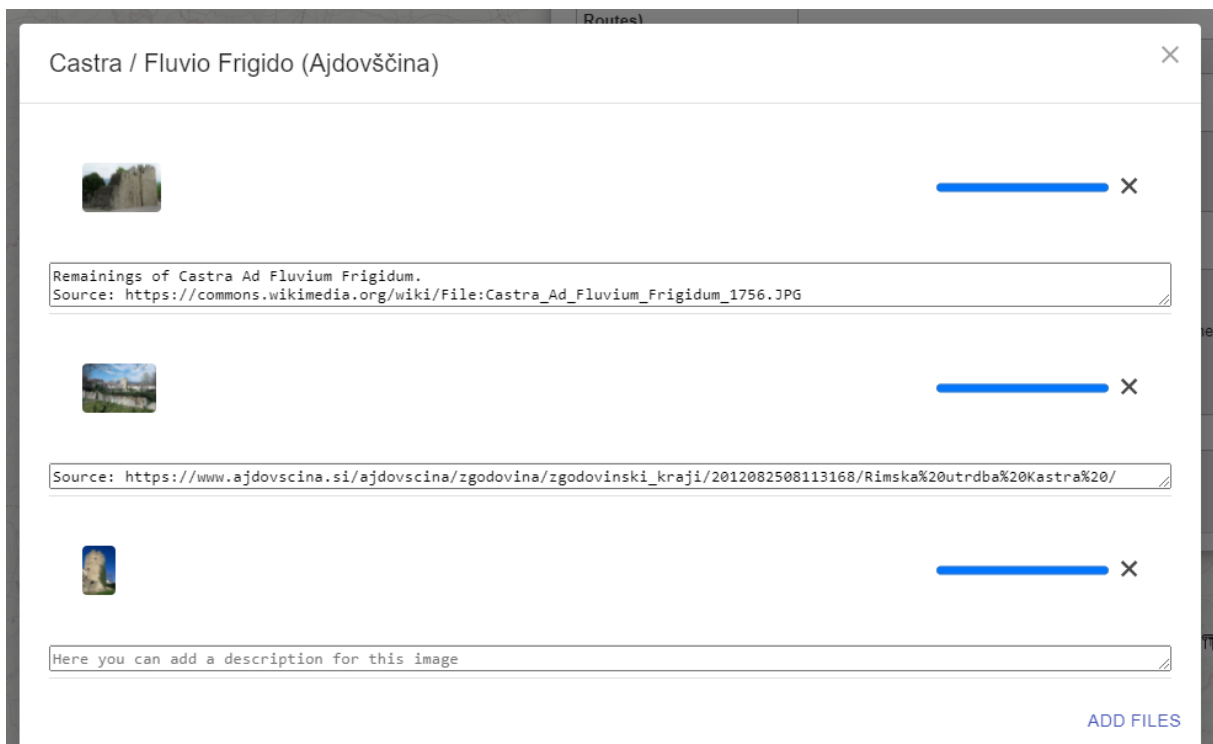 Routes)
Castra / Fluvio Frigido (Ajdovščina)
Remainings of Castra Ad Fluvium Frigidum.
Source: https://commons.wikimedia.org/wiki/File:Castra_Ad_Fluvium_Frigidum_1756.JPG
Source: https://www.ajdovscina.si/ajdovscina/zgodovina/zgodovinski_kraji/2012082508113168/Rimska%20utrdba%20Kastra%20/
Here you can add a description for this image
ADD FILES